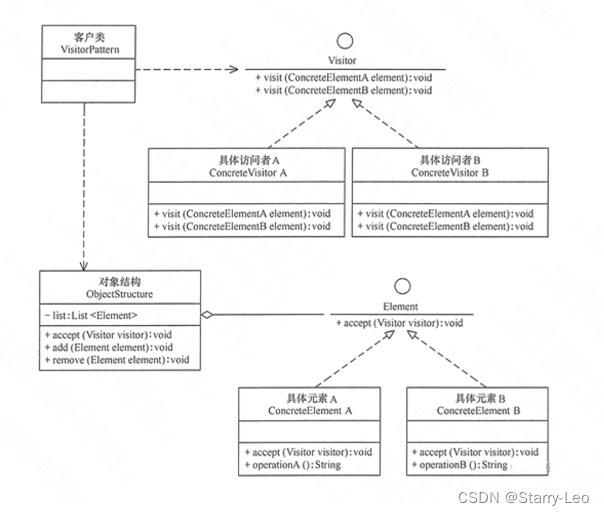 客户类
VisitorPattern
Visitor
+ visit (ConcreteElementA element):void
+ visit (ConcreteElementB element):void
具体访问者A
ConcreteVisitor A
+ visit (ConcreteElementA element):void
+ visit (ConcreteElementB element):void
具体访问者B
ConcreteVisitor B
+ visit (ConcreteElementA element):void
+ visit (ConcreteElementB element):void
对象结构
ObjectStructure
- list:List <Element>
+ accept (Visitor visitor):void
+ add (Element element):void
+ remove (Element element):void
Element
+ accept (Visitor visitor):void
具体元素A
ConcreteElement A
+ accept (Visitor visitor):void
+ operationA ():String
具体元素B
ConcreteElement B
+ accept (Visitor visitor):void
+ operationB ():String
CSDN @Starry-Leo